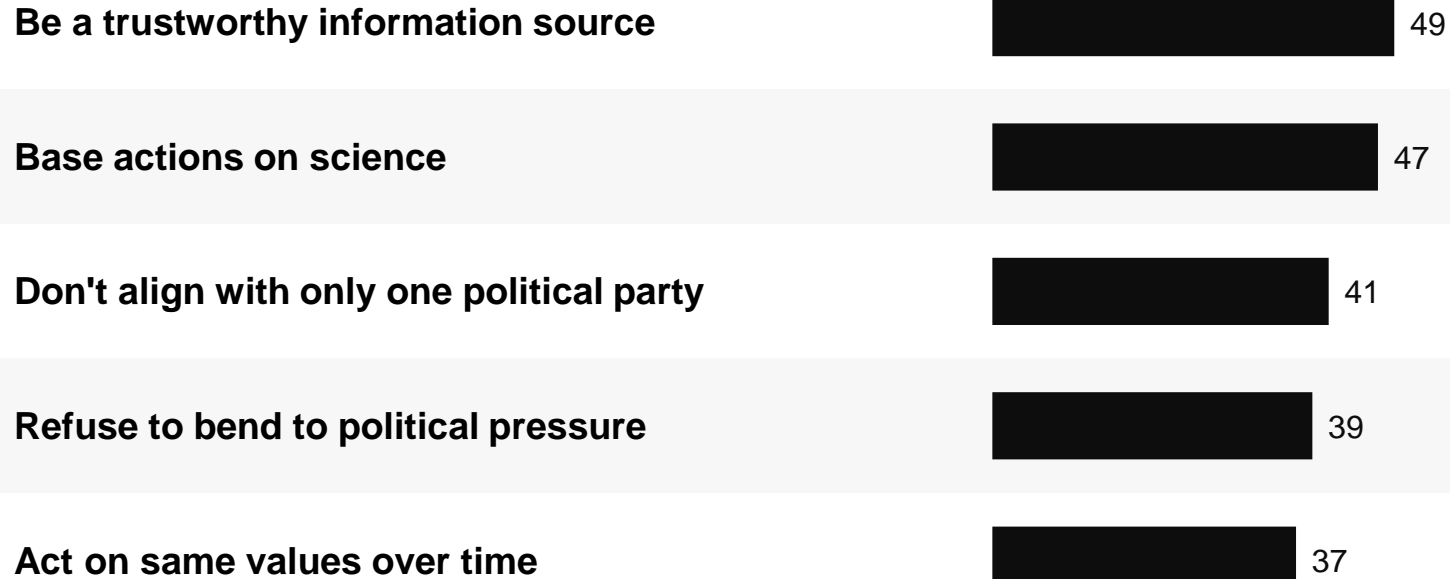 Be a trustworthy information source 49
Base actions on science 47
Don't align with only one political party 41
Refuse to bend to political pressure 39
Act on same values over time 37